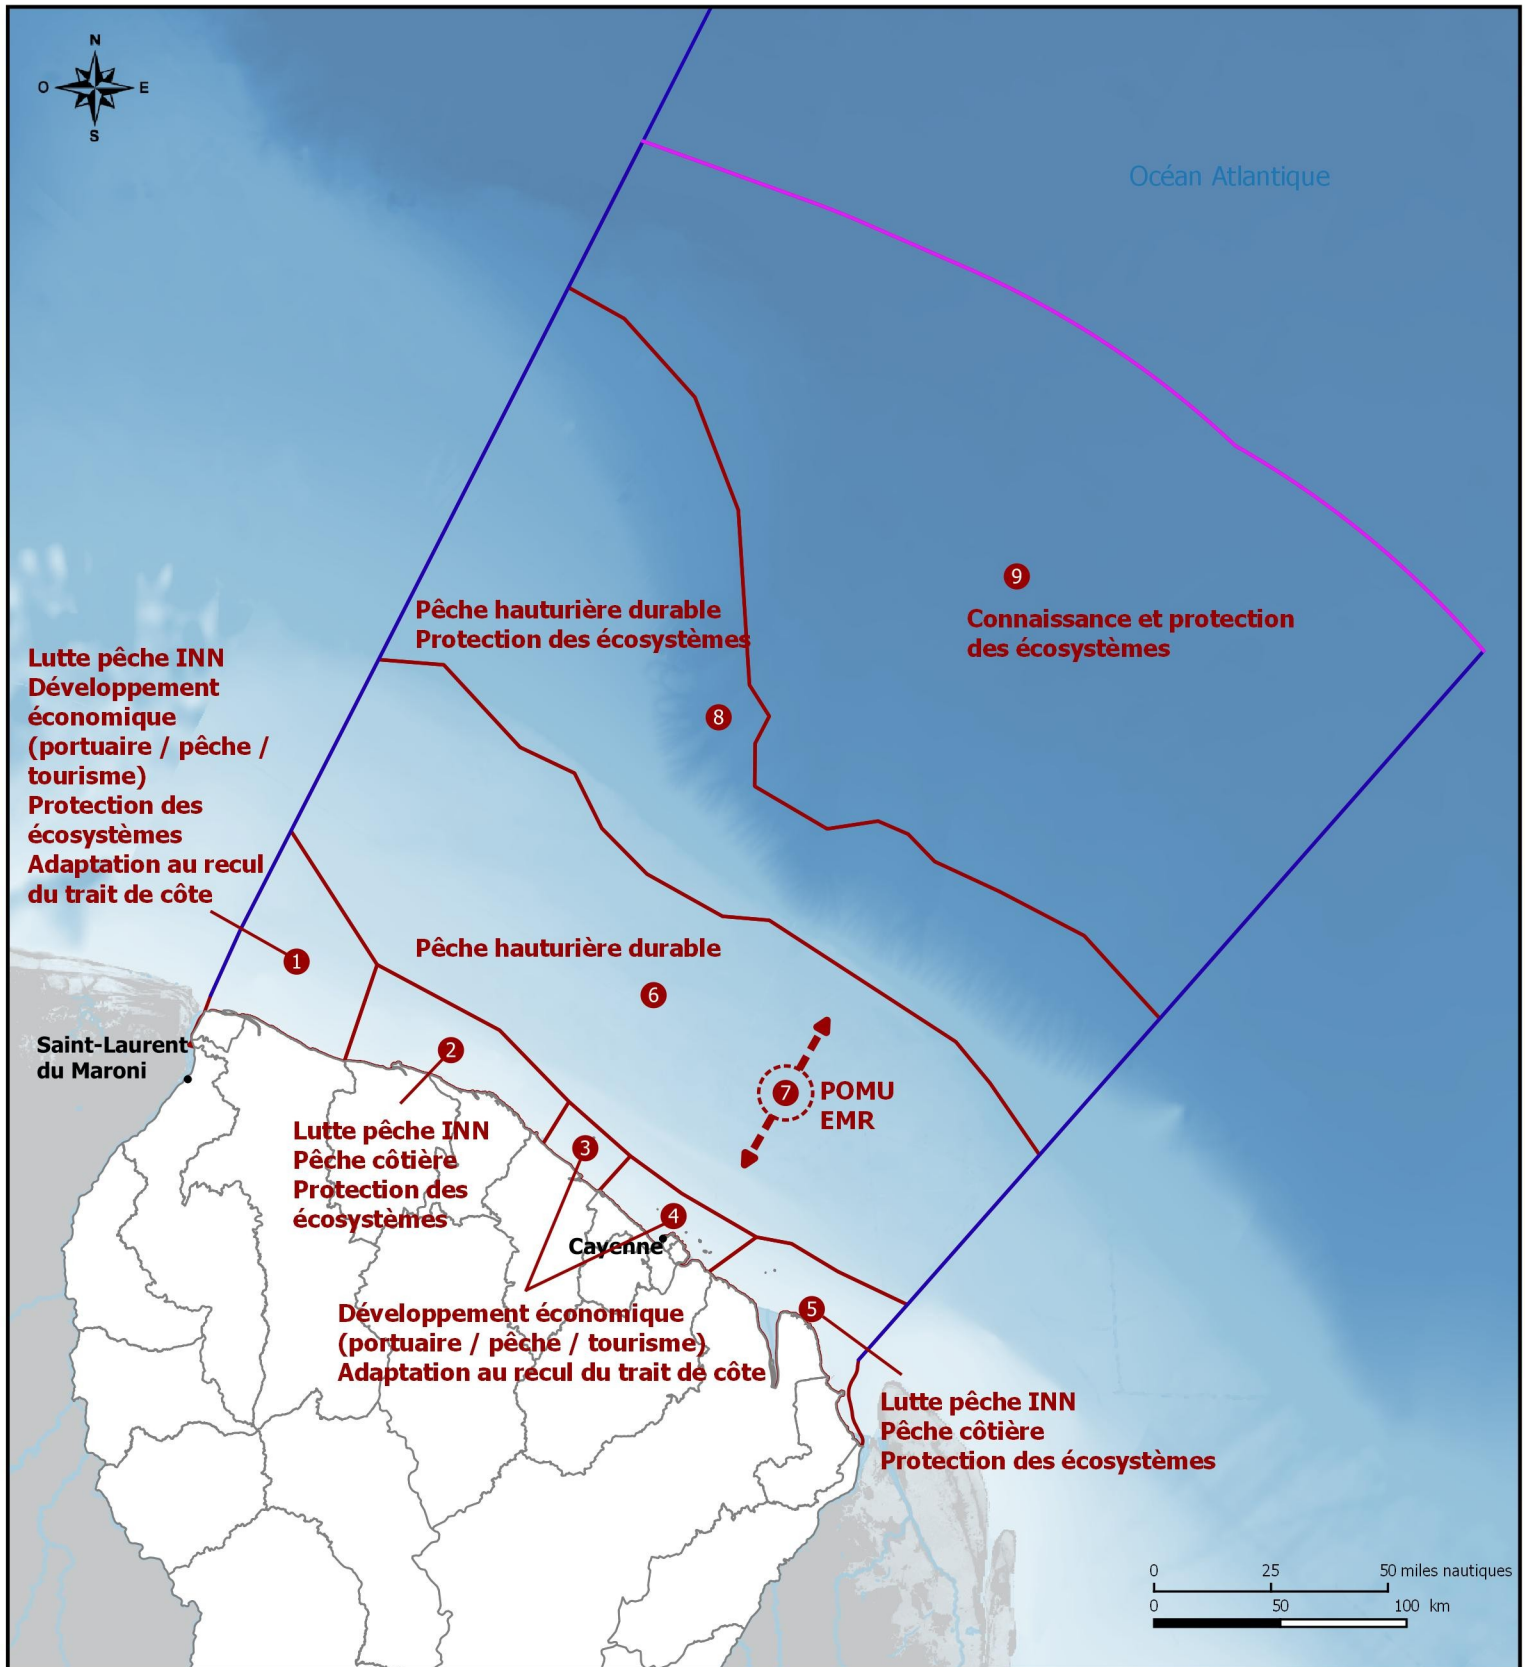 N
O
E
S
Océan Atlantique
9
Connaissance et protection
des écosystèmes
Pêche hauturière durable
Protection des écosystèmes
8
Lutte pêche INN
Développement
économique
(portuaire / pêche /
tourisme)
Protection des
écosystèmes
Adaptation au recul
du trait de côte
1
Pêche hauturière durable
6
Saint-Laurent
du Maroni
2
7
POMU
EMR
Lutte pêche INN
Pêche côtière
Protection des
écosystèmes
3
4
Cayenne
5
Développement économique
(portuaire / pêche / tourisme)
Adaptation au recul du trait de côte
Lutte pêche INN
Pêche côtière
Protection des écosystèmes
0 25 50 miles nautiques
0 50 100 km